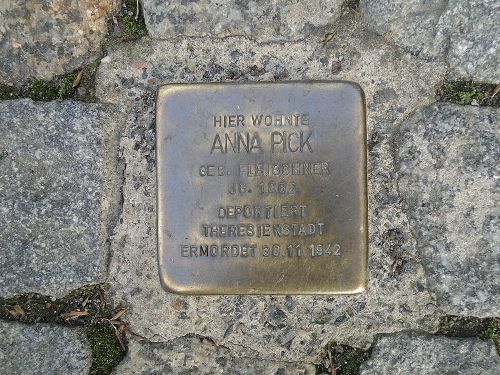 HIER WOHNTE
ANNA PICK
GEB. FLEISCHNER
JG. 1862
DEPORTIERT
THERESIENSTADT
ERMORDET 30.11.1942